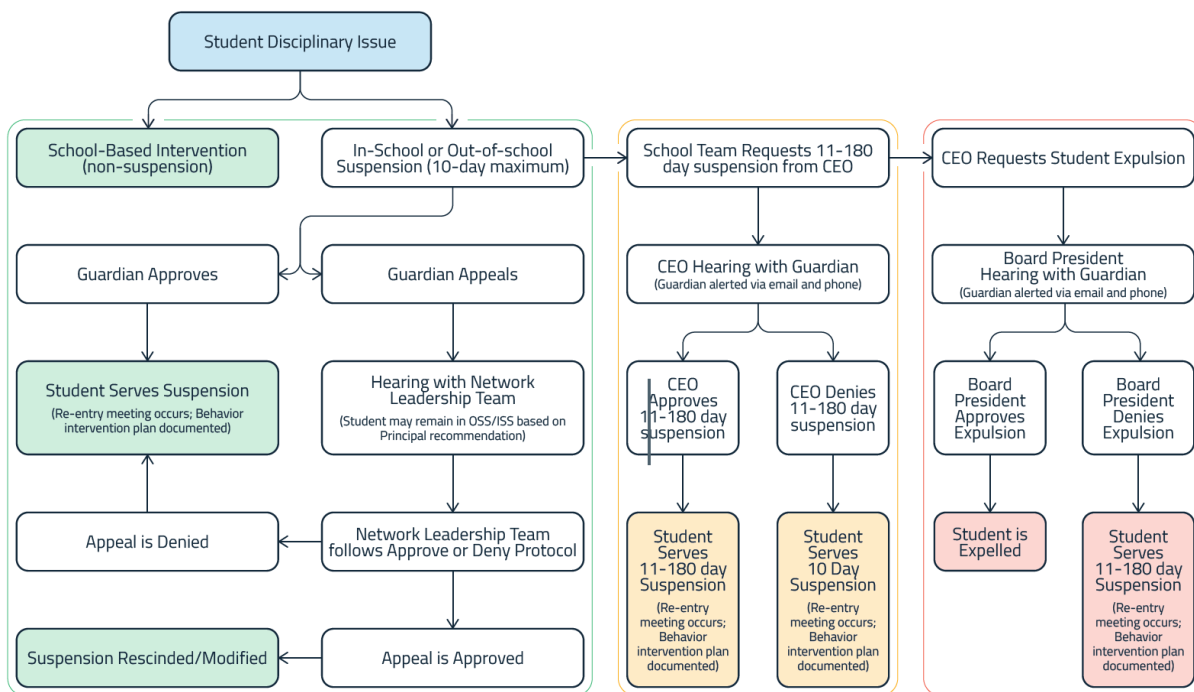 Student Disciplinary Issue
School-Based Intervention
(non-suspension)
In-School or Out-of-school
Suspension (10-day maximum)
School Team Requests 11-180
day suspension from CEO
CEO Requests Student Expulsion
Guardian Approves
Guardian Appeals
CEO Hearing with Guardian
(Guardian alerted via email and phone)
Board President
Hearing with Guardian
(Guardian alerted via email and phone)
Student Serves Suspension
(Re-entry meeting occurs; Behavior
intervention plan documented)
Hearing with Network
Leadership Team
(Student may remain in OSS/ISS based on
Principal recommendation)
CEO
Approves
11-180 day
suspension
CEO Denies
11-180 day
suspension
Board
President
Approves
Expulsion
Board
President
Denies
Expulsion
Appeal is Denied
Network Leadership Team
follows Approve or Deny Protocol
Student
Serves
11-180 day
Suspension
(Re-entry
meeting occurs;
Behavior
intervention plan
documented)
Student
Serves
10 Day
Suspension
(Re-entry
meeting occurs;
Behavior
intervention plan
documented)
Student is
Expelled
Student
Serves
11-180 day
Suspension
(Re-entry
meeting occurs;
Behavior
intervention plan
documented)
Suspension Rescinded/Modified
Appeal is Approved